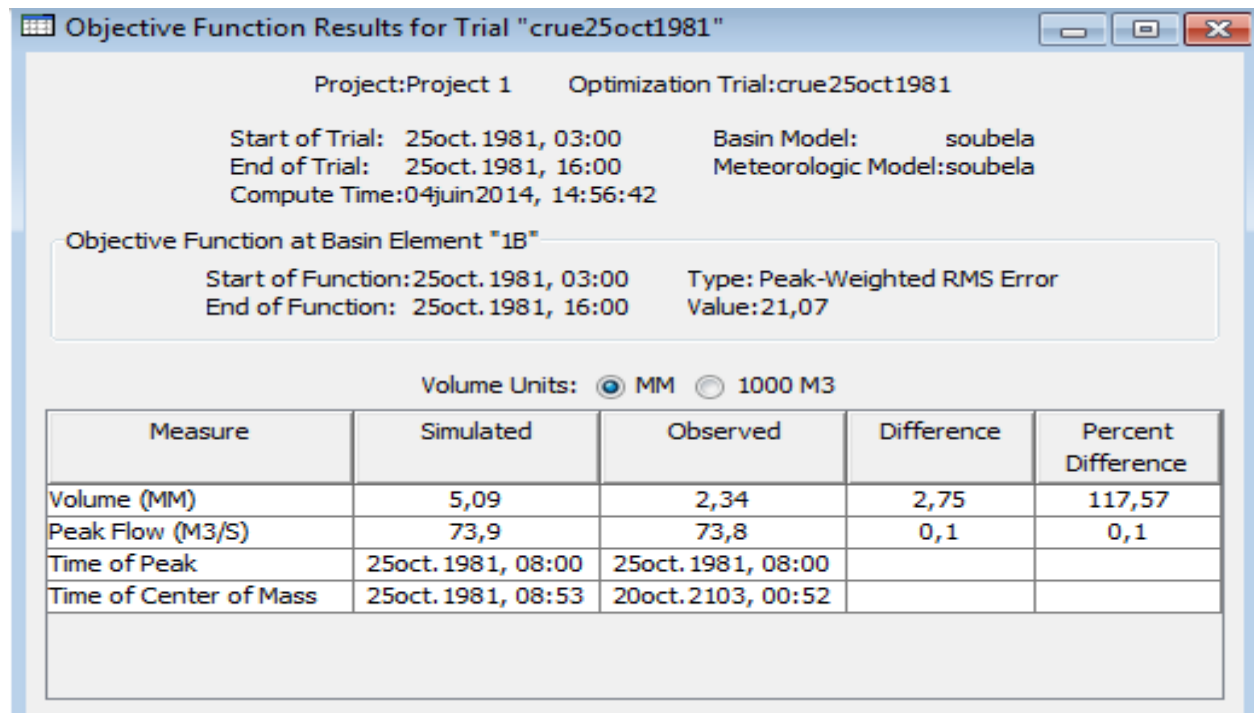 Objective Function Results for Trial "crue25oct1981"
Project:Project 1 Optimization Trial:crue25oct1981
Start of Trial: 25oct.1981, 03:00 Basin Model: soubela
End of Trial: 25oct.1981, 16:00 Meteorologic Model:soubela
Compute Time:04juin2014, 14:56:42
Objective Function at Basin Element "1B"
Start of Function:25oct.1981, 03:00 Type: Peak-Weighted RMS Error
End of Function: 25oct.1981, 16:00 Value:21,07
Volume Units: MM 1000 M3
Measure Simulated Observed Difference Percent Difference
Volume (MM) 5,09 2,34 2,75 117,57
Peak Flow (M3/S) 73,9 73,8 0,1 0,1
Time of Peak 25oct.1981, 08:00 25oct.1981, 08:00
Time of Center of Mass 25oct.1981, 08:53 20oct.2103, 00:52